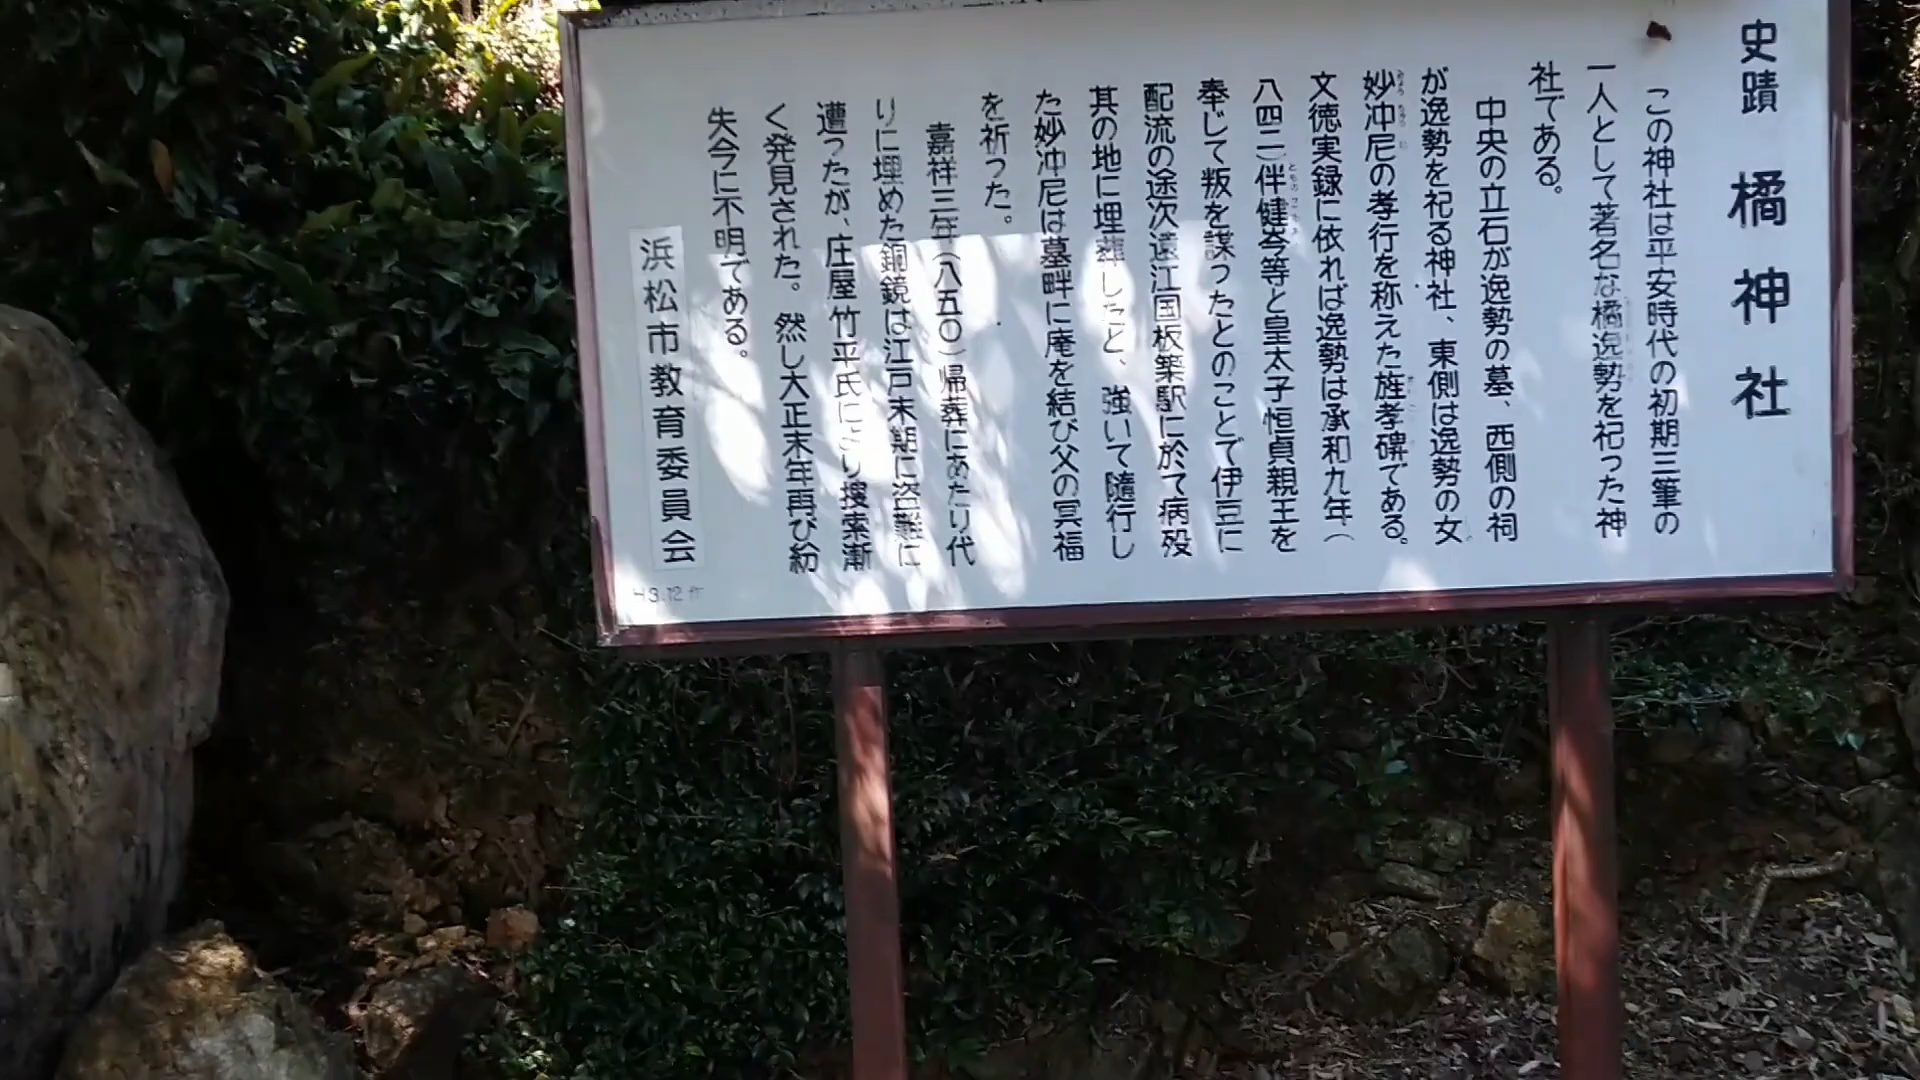 史蹟 橘神社
この神社は平安時代の初期三筆の
一人として著名な橘逸勢を祀った神
社である。
中央の立石が逸勢の墓、西側の祠
が逸勢を祀る神社、東側は逸勢の女
妙冲尼の孝行を称えた旌孝碑である。
文徳実録に依れば逸勢は承和九年(
八四二)伴健岑等と皇太子恒貞親王を
奉じて叛を謀ったとのことで伊豆に
配流の途次遠江国板築駅に於て病歿
其の地に埋葬したと、強いて随行し
た妙冲尼は墓畔に庵を結び父の冥福
を祈った。
嘉祥三年(八五〇)帰葬にあたり代
りに埋めた銅鏡は江戸末期に盗難に
遭ったが、庄屋竹平氏により捜索漸
く発見された。然し大正末年再び紛
失今に不明である。
浜松市教育委員会
H3.12作